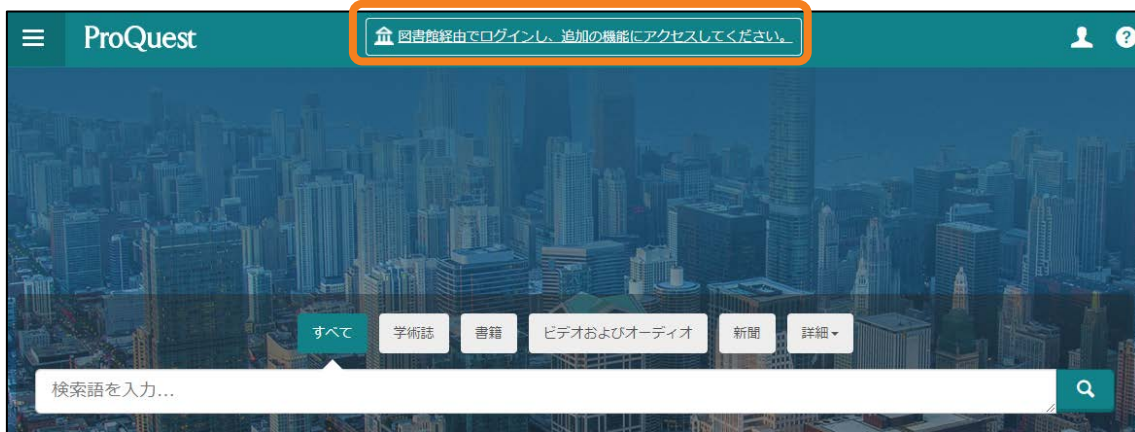 ProQuest
図書館経由でログインし、追加の機能にアクセスしてください。
?
すべて
学術誌
書籍
ビデオおよびオーディオ
新聞
詳細
検索語を入力...